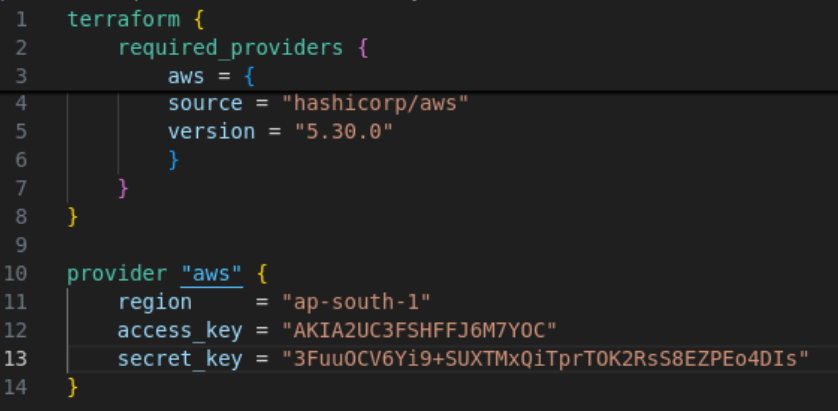 1 terraform {
2 required_providers {
3 aws = {
4 source = "hashicorp/aws"
5 version = "5.30.0"
6 }
7 }
8 }
9
10 provider "aws" {
11 region = "ap-south-1"
12 access_key = "AKIA2UC3FSHFFJ6M7YOC"
13 secret_key = "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"
14 }